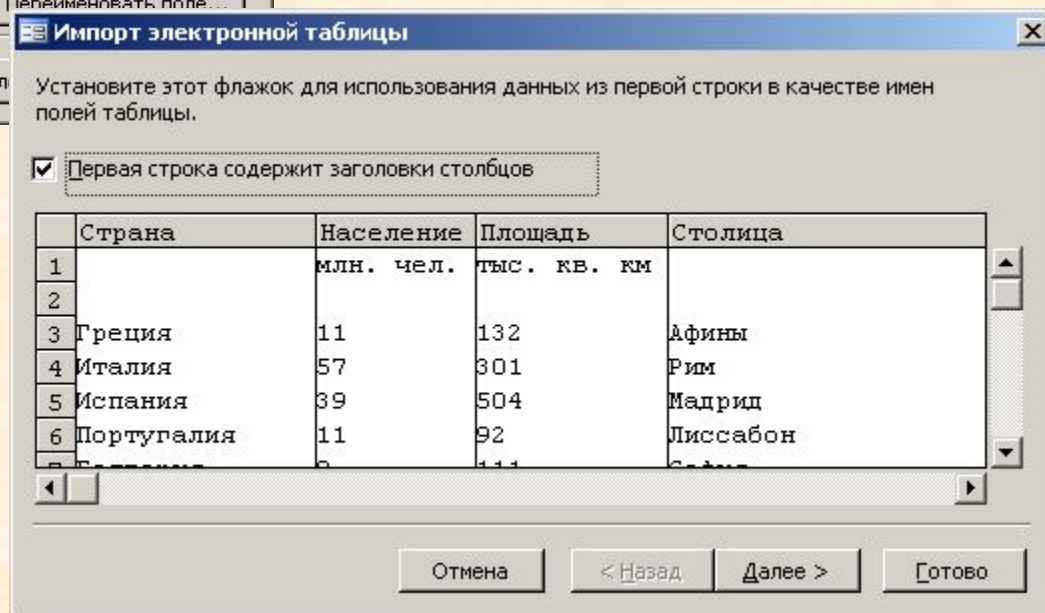 Переименовать поле...
Импорт электронной таблицы
Установите этот флажок для использования данных из первой строки в качестве имен
полей таблицы.
Первая строка содержит заголовки столбцов
Страна Население Площадь Столица
1 млн. чел. тыс. кв. км
2
3 Греция 11 132 Афины
4 Италия 57 301 Рим
5 Испания 39 504 Мадрид
6 Португалия 11 92 Лиссабон
Отмена < Назад Далее > Готово